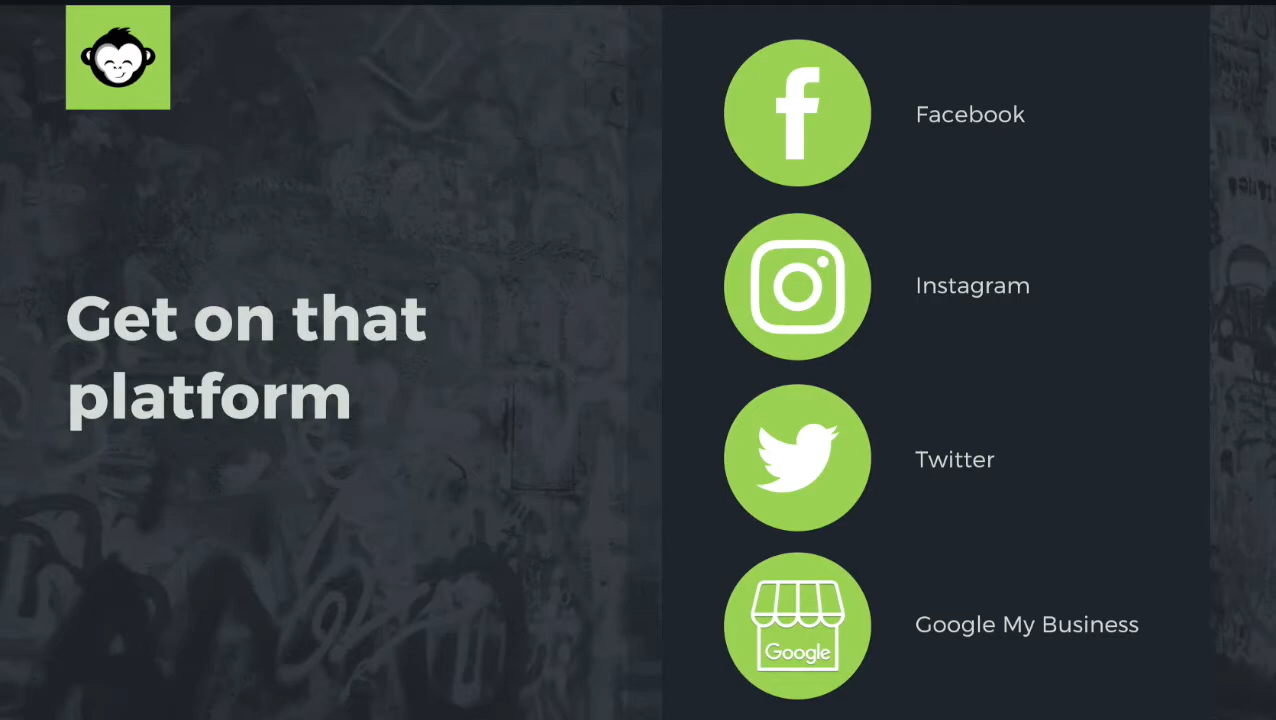 Get on that
platform
Facebook
Instagram
Twitter
Google
Google My Business